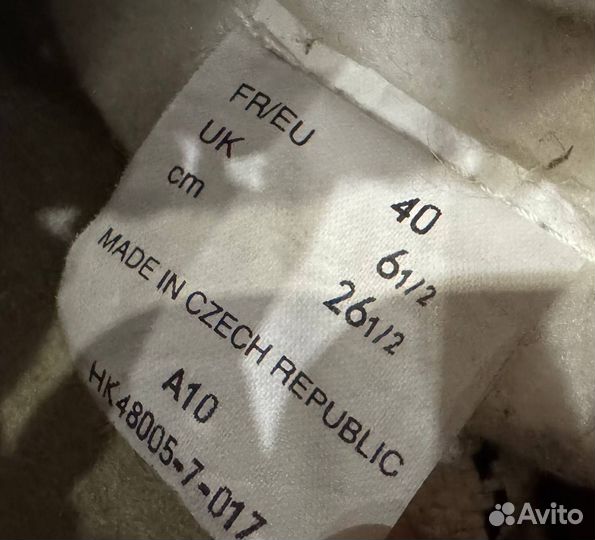 FR/EU 40
UK 6 1/2
cm 26 1/2
MADE IN CZECH REPUBLIC
A10
HK48005-7-017
Avito